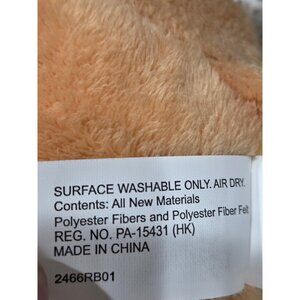 SURFACE WASHABLE ONLY. AIR DRY.
Contents: All New Materials
Polyester Fibers and Polyester Fiber Felt
REG. NO. PA-15431 (HK)
MADE IN CHINA
2466RB01